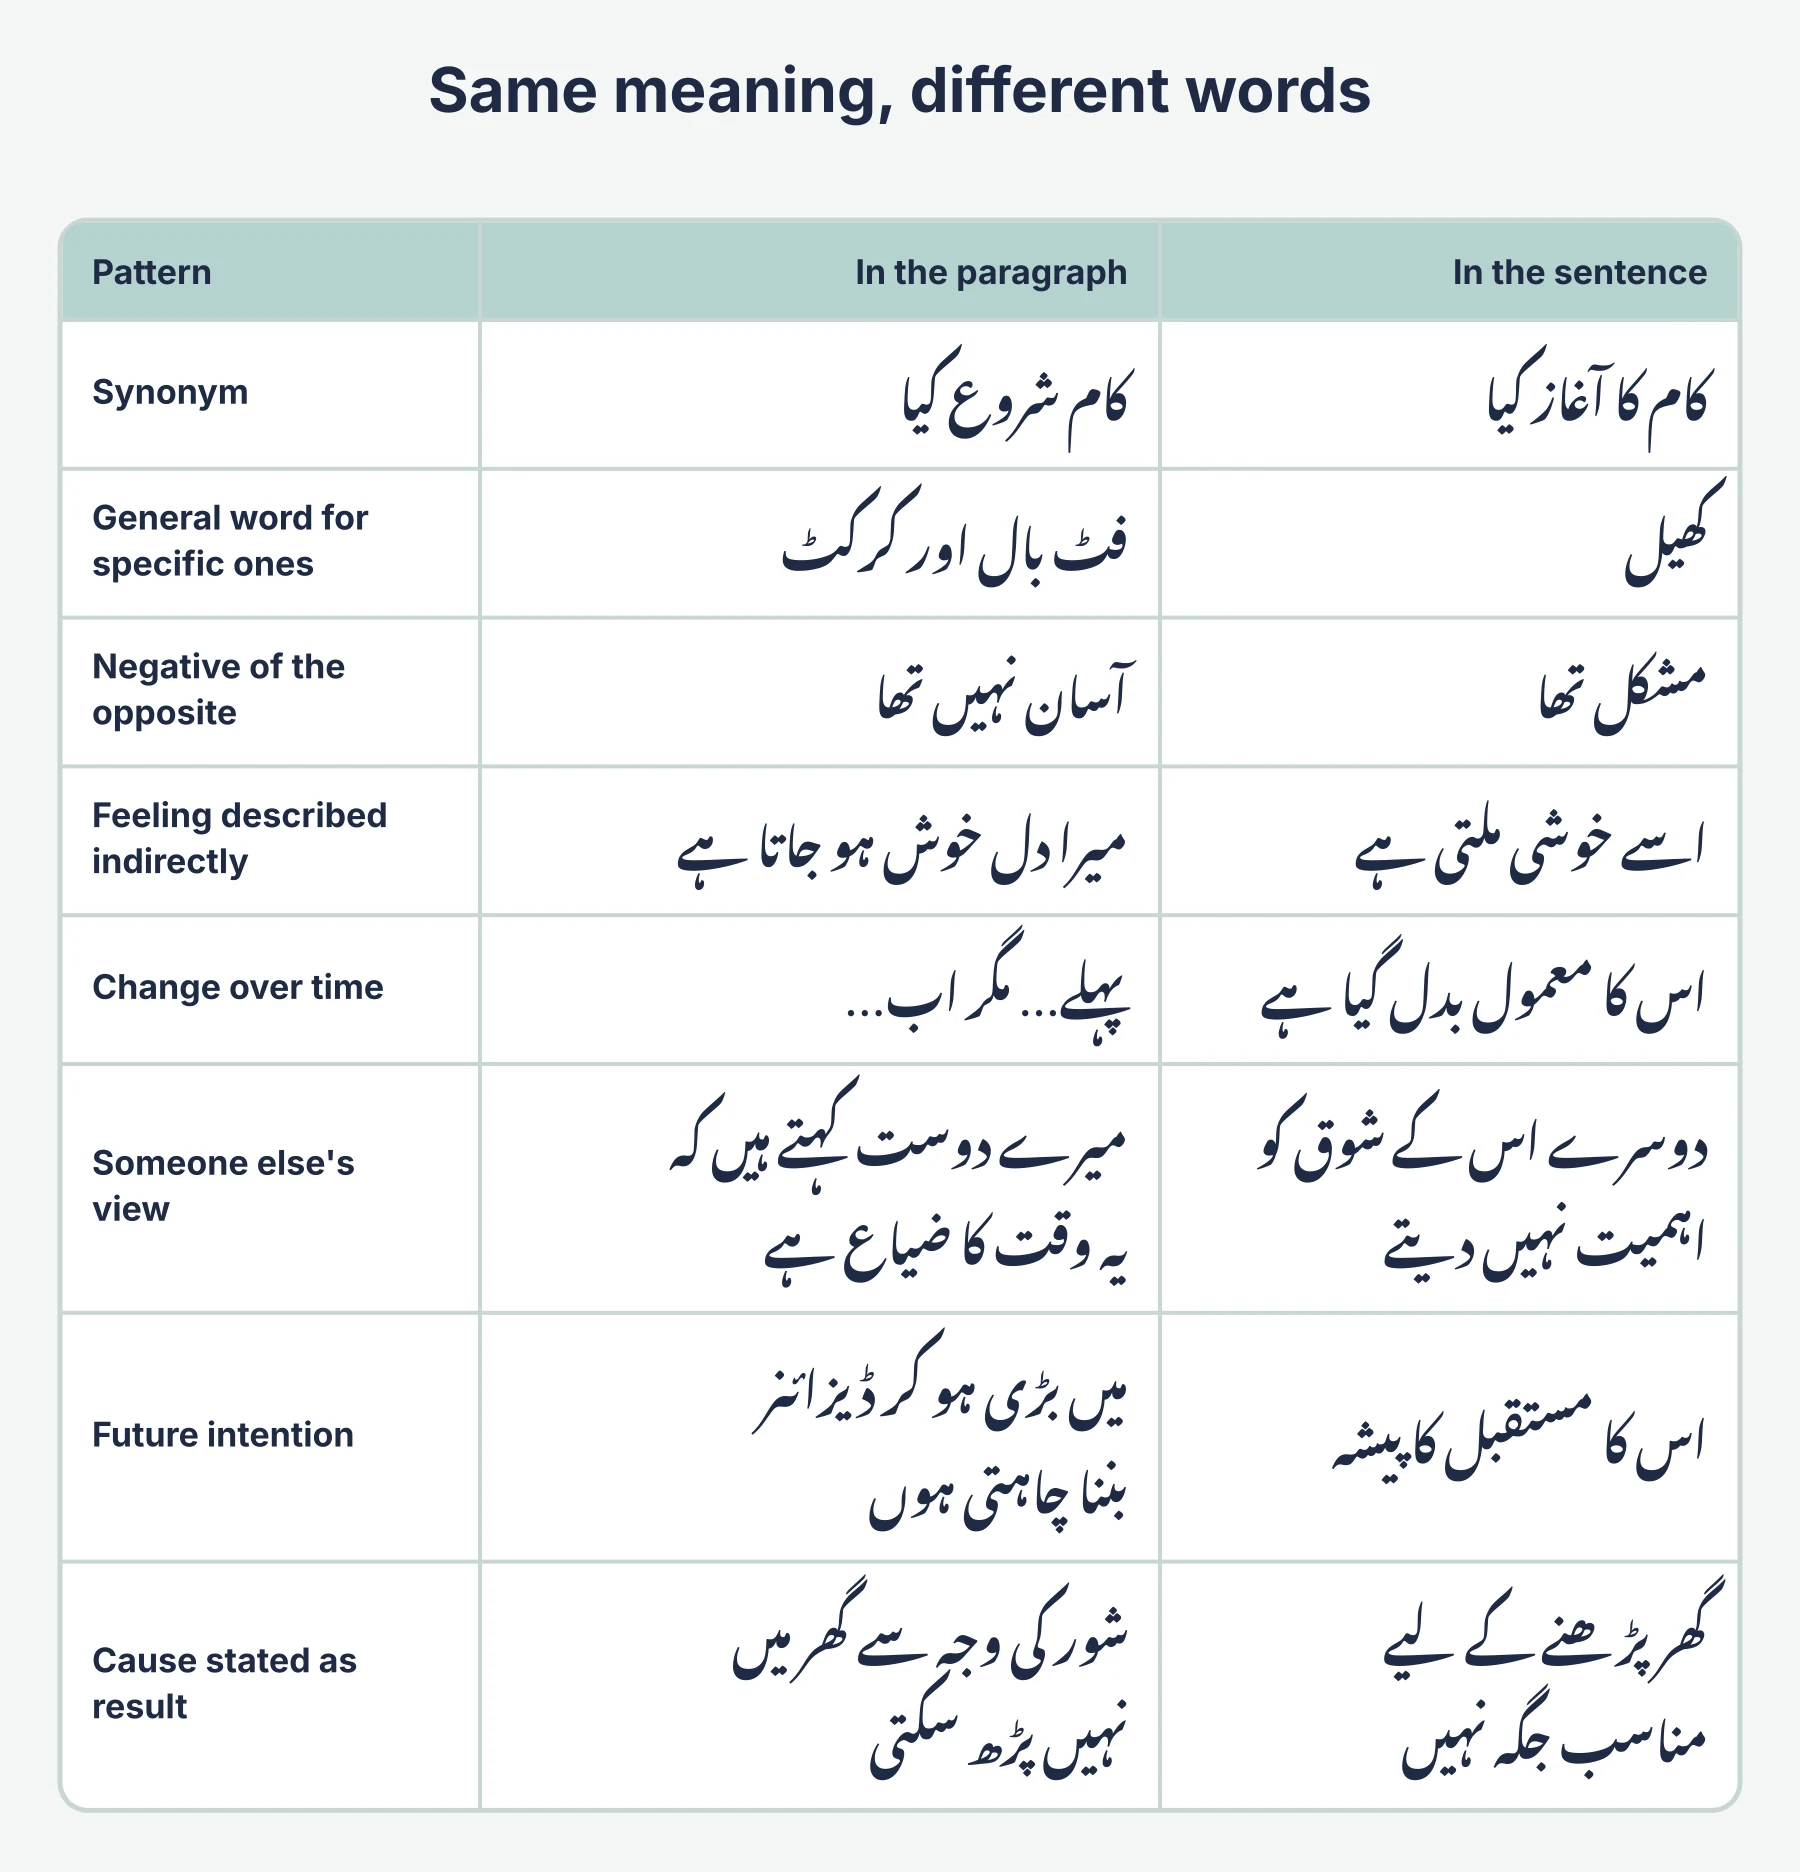 Same meaning, different words
Pattern
In the paragraph
In the sentence
Synonym
کام شروع کیا
کام کا آغاز کیا
General word for
specific ones
فٹ بال اور کرکٹ
کھیل
Negative of the
opposite
آسان نہیں تھا
مشکل تھا
Feeling described
indirectly
میرا دل خوش ہو جاتا ہے
اسے خوشی ملتی ہے
Change over time
پہلے... مگر اب...
اس کا معمول بدل گیا ہے
Someone else's
view
میرے دوست کہتے ہیں کہ
یہ وقت کا ضیاع ہے
دوسرے اس کے شوق کو
اہمیت نہیں دیتے
Future intention
میں بڑی ہو کر ڈیزائنر
بننا چاہتی ہوں
اس کا مستقبل کا پیشہ
Cause stated as
result
شور کی وجہ سے گھر میں
نہیں پڑھ سکتی
گھر پڑھنے کے لیے
مناسب جگہ نہیں